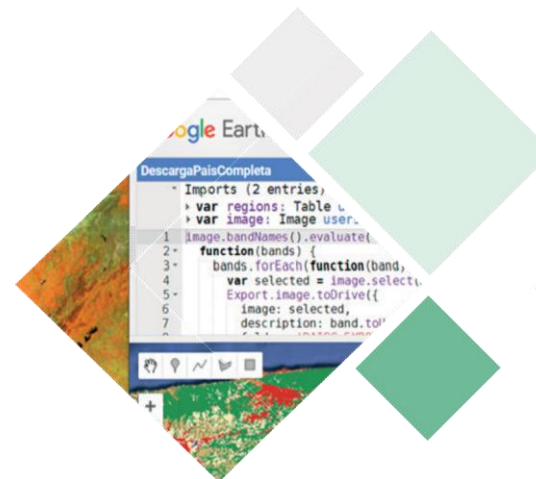 ogle Eart
DescargaPaisCompleta
Imports (2 entries)
var regions: Table u
var image: Image users
1 image.bandNames().evaluate(
2 function(bands) {
3 bands.forEach(function(band,
4 var selected = image.select(
5 Export.image.toDrive({
6 image: selected,
7 description: band.to
+